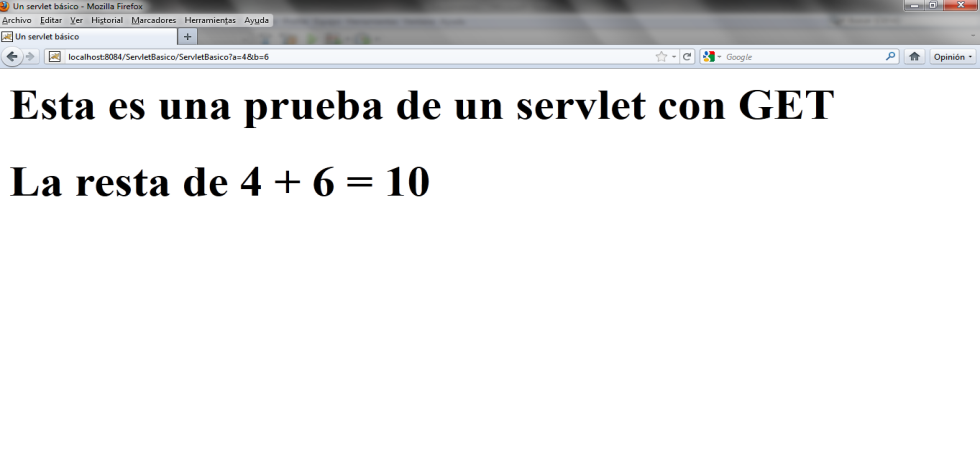 Un servlet básico - Mozilla Firefox
Archivo Editar Ver Historial Marcadores Herramientas Ayuda
Un servlet básico +
localhost:8084/ServletBasico/ServletBasico?a=4&b=6 Google Opinión
Esta es una prueba de un servlet con GET
La resta de 4 + 6 = 10